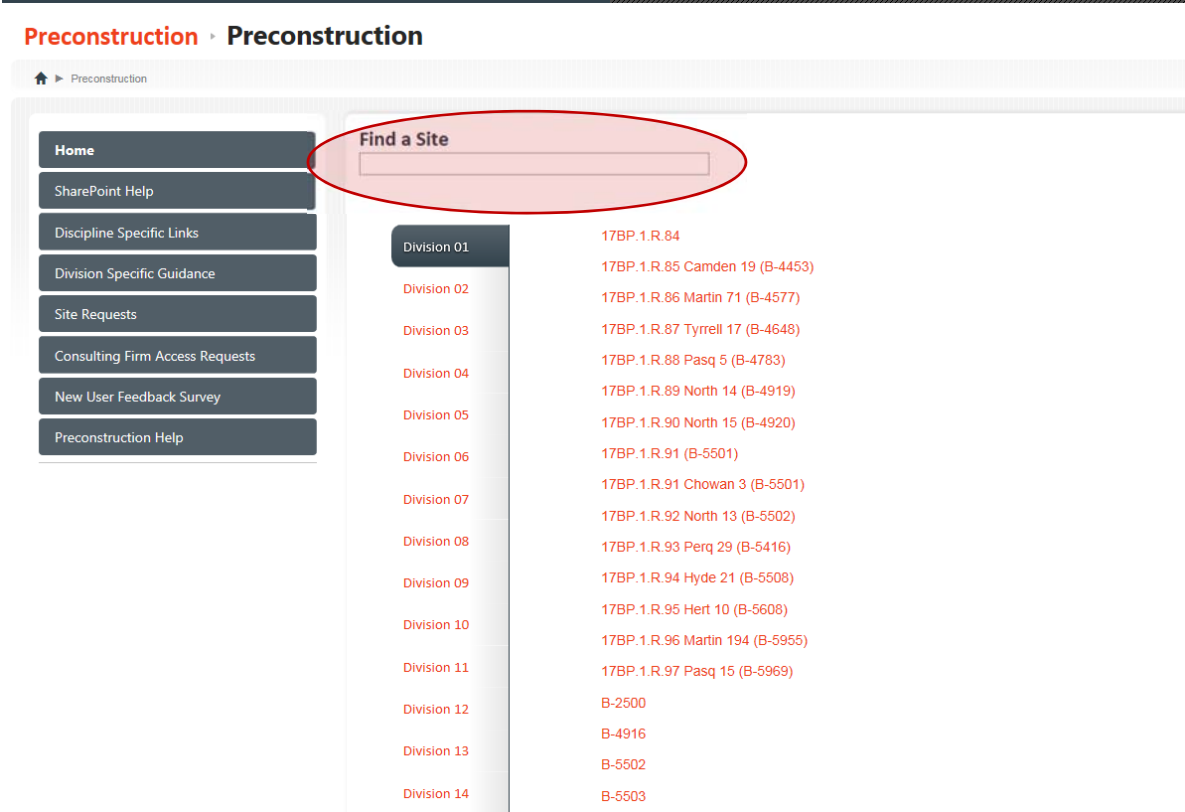 Preconstruction ▸ Preconstruction
► Preconstruction
Home
SharePoint Help
Discipline Specific Links
Division Specific Guidance
Site Requests
Consulting Firm Access Requests
New User Feedback Survey
Preconstruction Help
Find a Site
Division 01
Division 02
Division 03
Division 04
Division 05
Division 06
Division 07
Division 08
Division 09
Division 10
Division 11
Division 12
Division 13
Division 14
17BP.1.R.84
17BP.1.R.85 Camden 19 (B-4453)
17BP.1.R.86 Martin 71 (B-4577)
17BP.1.R.87 Tyrrell 17 (B-4648)
17BP.1.R.88 Pasq 5 (B-4783)
17BP.1.R.89 North 14 (B-4919)
17BP.1.R.90 North 15 (B-4920)
17BP.1.R.91 (B-5501)
17BP.1.R.91 Chowan 3 (B-5501)
17BP.1.R.92 North 13 (B-5502)
17BP.1.R.93 Perq 29 (B-5416)
17BP.1.R.94 Hyde 21 (B-5508)
17BP.1.R.95 Hert 10 (B-5608)
17BP.1.R.96 Martin 194 (B-5955)
17BP.1.R.97 Pasq 15 (B-5969)
B-2500
B-4916
B-5502
B-5503